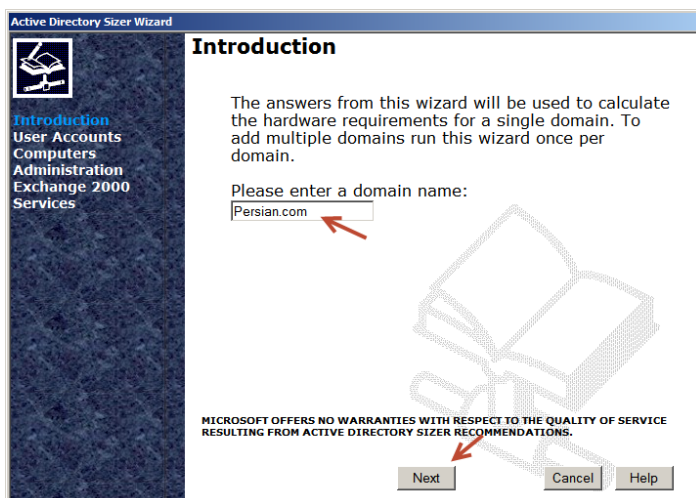 Active Directory Sizer Wizard
Introduction
User Accounts
Computers
Administration
Exchange 2000
Services
Introduction
The answers from this wizard will be used to calculate
the hardware requirements for a single domain. To
add multiple domains run this wizard once per
domain.
Please enter a domain name:
Persian.com
MICROSOFT OFFERS NO WARRANTIES WITH RESPECT TO THE QUALITY OF SERVICE
RESULTING FROM ACTIVE DIRECTORY SIZER RECOMMENDATIONS.
Next Cancel Help